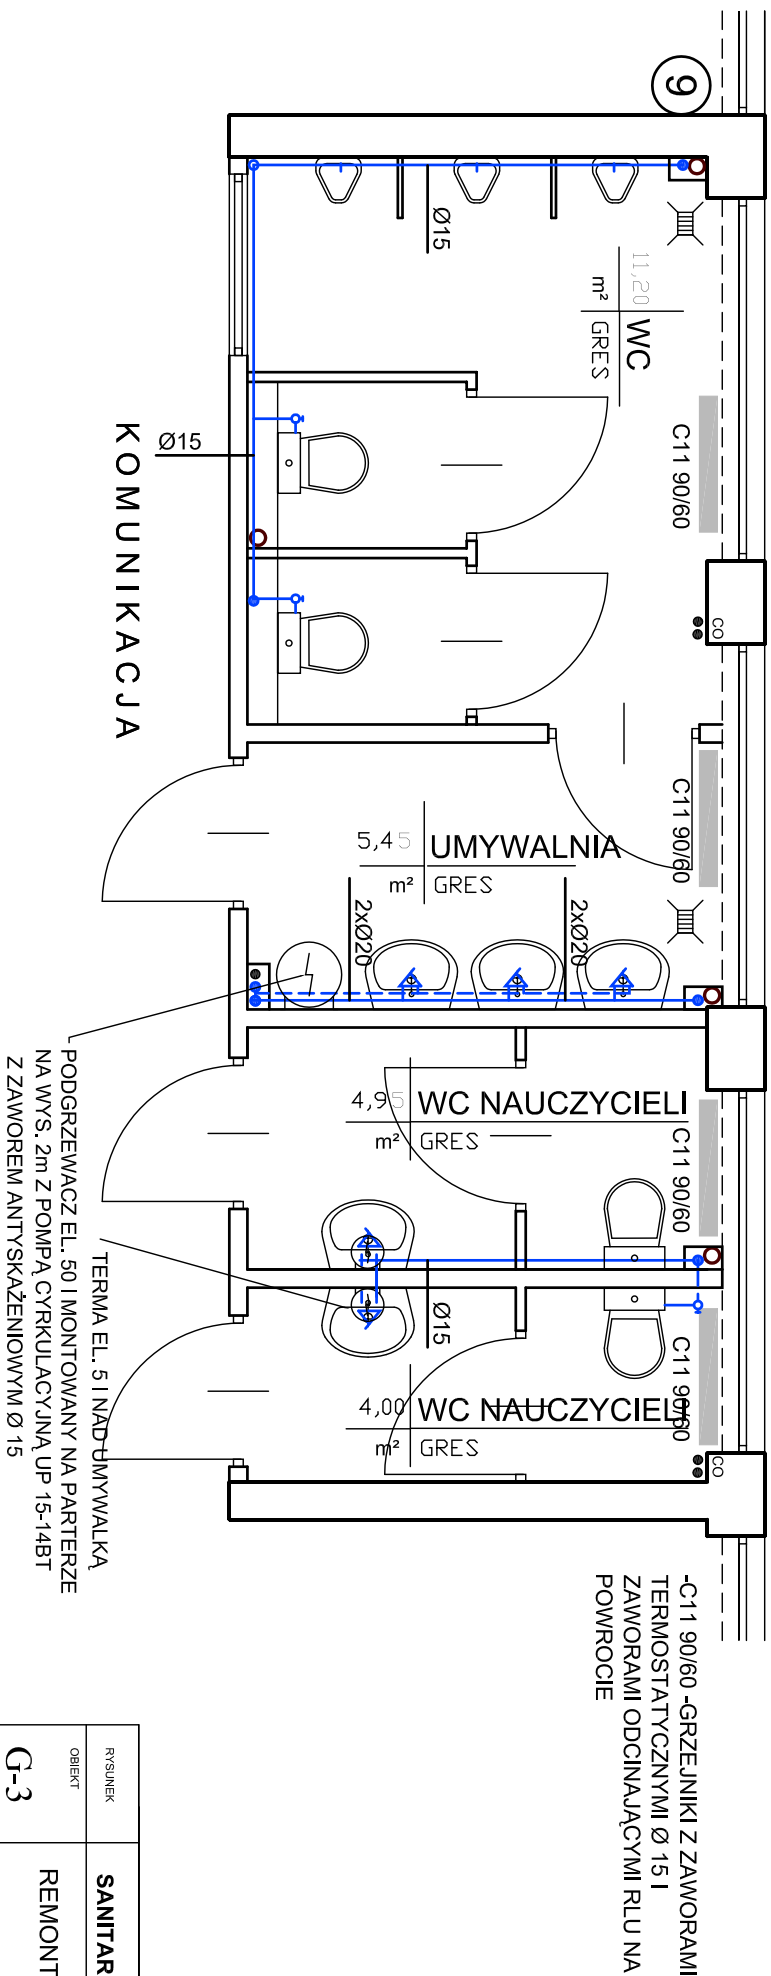 9
Ø15
11,20
m²
WC
GRES
C11 90/60
Ø15
KOMUNIKACJA
CO
C11 90/60
5,45
m²
UMYWALNIA
GRES
2xØ20
2xØ20
4,95
m²
WC NAUCZYCIELI
GRES
C11 90/60
Ø15
4,00
m²
WC NAUCZYCIELI
GRES
C11 90/60
CO
TERMA EL. 5 l NAD UMYWALKĄ
PODGRZEWACZ EL. 50 l MONTOWANY NA PARTERZE
NA WYS. 2m Z POMPĄ CYRKULACYJNĄ UP 15-14BT
Z ZAWOREM ANTYSKAŻENIOWYM Ø 15
-C11 90/60 -GRZEJNIKI Z ZAWORAMI
TERMOSTATYCZNYMI Ø 15 I
ZAWORAMI ODCINAJĄCYMI RLU NA
POWROCIE
RYSUNEK
SANITAR
OBIEKT
G-3
REMONT